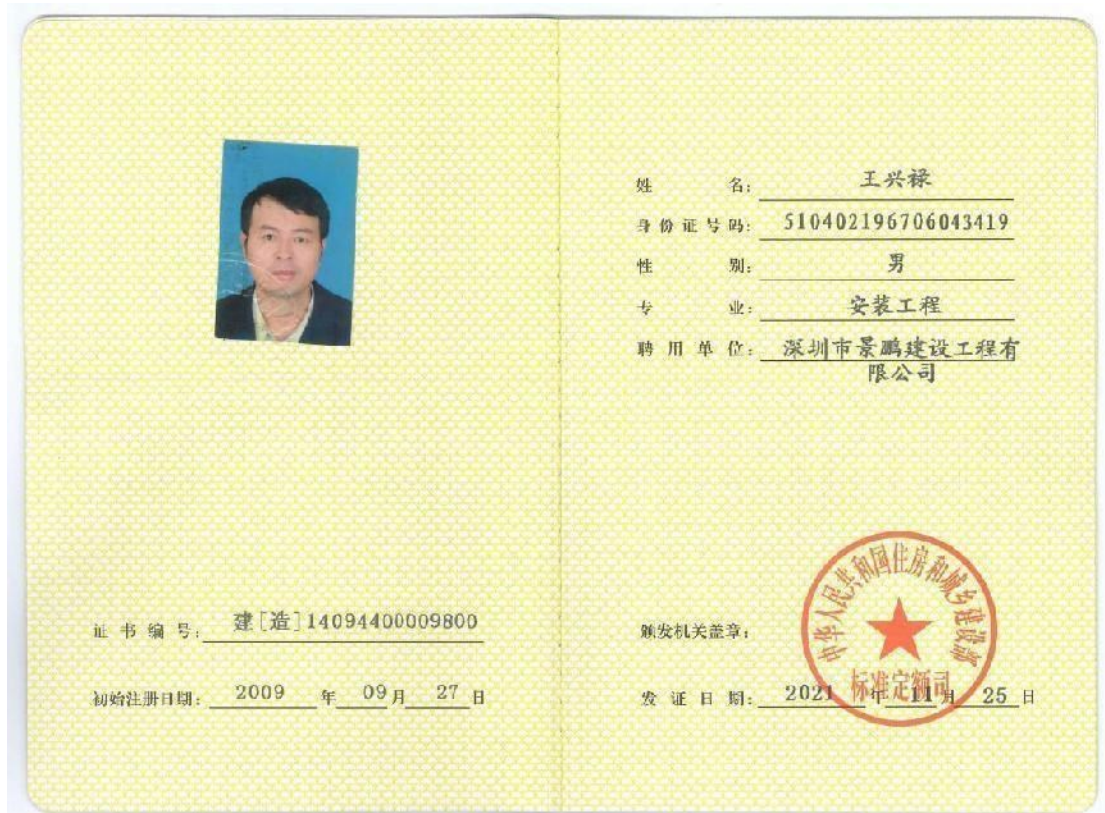 姓 名: 王兴禄
身份证号码: 510402196706043419
性 别: 男
专 业: 安装工程
聘用单位: 深圳市景鹏建设工程有
限公司
证书编号: 建[造]14094400009800
初始注册日期: 2009 年 09 月 27 日
颁发机关盖章:
中华人民共和国住房和城乡建设部
标准定额司
发证日期: 2021 年 11 月 25 日